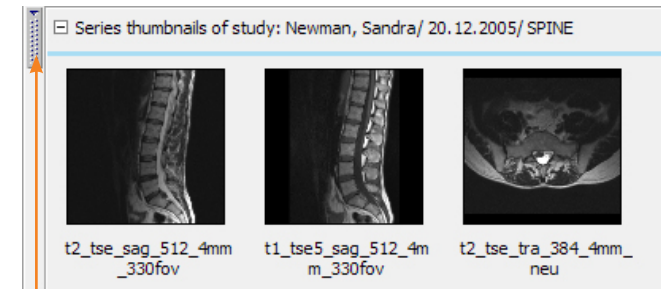 Series thumbnails of study: Newman, Sandra/ 20.12.2005/ SPINE
t2_tse_sag_512_4mm
_330fov
t1_tse5_sag_512_4m
m_330fov
t2_tse_tra_384_4mm_
neu